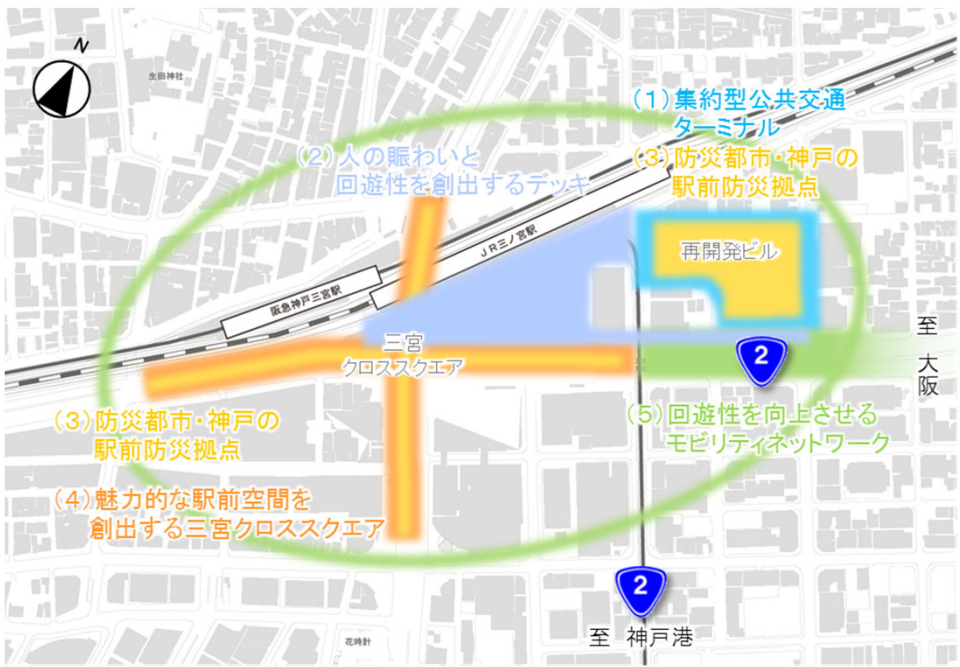 N
生田神社
(1)集約型公共交通
ターミナル
(2)人の賑わいと
回遊性を創出するデッキ
(3)防災都市・神戸の
駅前防災拠点
JR三ノ宮駅
再開発ビル
阪急神戸三宮駅
三宮
クロススクエア
2
至
大
阪
(3)防災都市・神戸の
駅前防災拠点
(5)回遊性を向上させる
モビリティネットワーク
(4)魅力的な駅前空間を
創出する三宮クロススクエア
2
至 神戸港
花時計